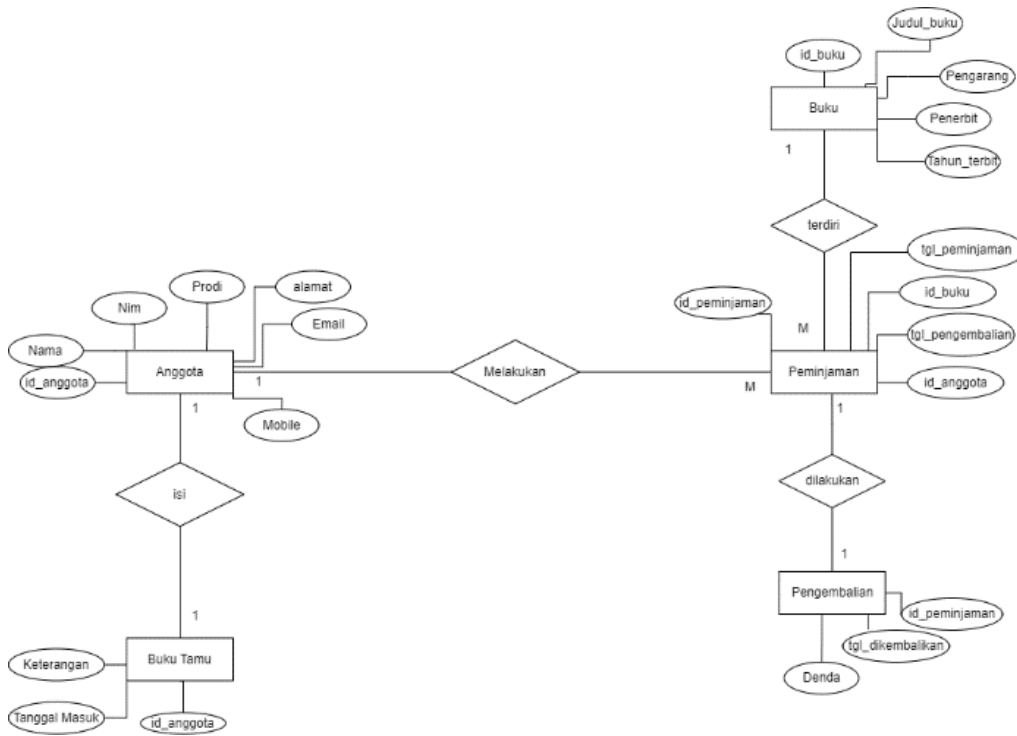 Judul_buku
id_buku
Pengarang
Buku
Penerbit
1
Tahun_terbit
terdiri
tgl_peminjaman
Prodi
alamat
id_buku
Nim
id_peminjaman
Email
M
tgl_pengembalian
Nama
Anggota
Melakukan
Peminjaman
id_anggota
1
M
id_anggota
1
1
Mobile
isi
dilakukan
1
Pengembalian
1
id_peminjaman
Buku Tamu
tgl_dikembalikan
Keterangan
Denda
Tanggal Masuk
id_anggota